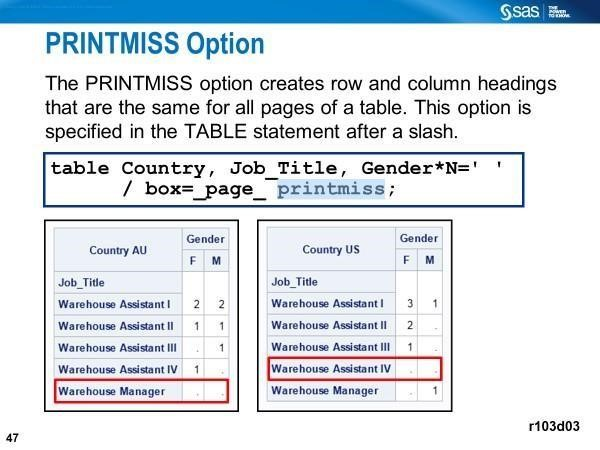 sas THE POWER TO KNOW.
PRINTMISS Option
The PRINTMISS option creates row and column headings
that are the same for all pages of a table. This option is
specified in the TABLE statement after a slash.
table Country, Job_Title, Gender*N=' '
/ box=_page_ printmiss;
Country AU Gender
F M
Job_Title
Warehouse Assistant I 2 2
Warehouse Assistant II 1 1
Warehouse Assistant III . 1
Warehouse Assistant IV 1 .
Warehouse Manager . .
Country US Gender
F M
Job_Title
Warehouse Assistant I 3 1
Warehouse Assistant II 2 .
Warehouse Assistant III 1 .
Warehouse Assistant IV . .
Warehouse Manager . 1
47
r103d03